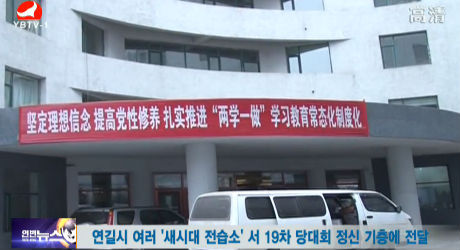 YBTV-1
高清
坚定理想信念 提高党性修养 扎实推进“两学一做”学习教育常态化制度化
연변뉴스
연길시 여러 '새시대 전습소' 서 19차 당대회 정신 기층에 전달